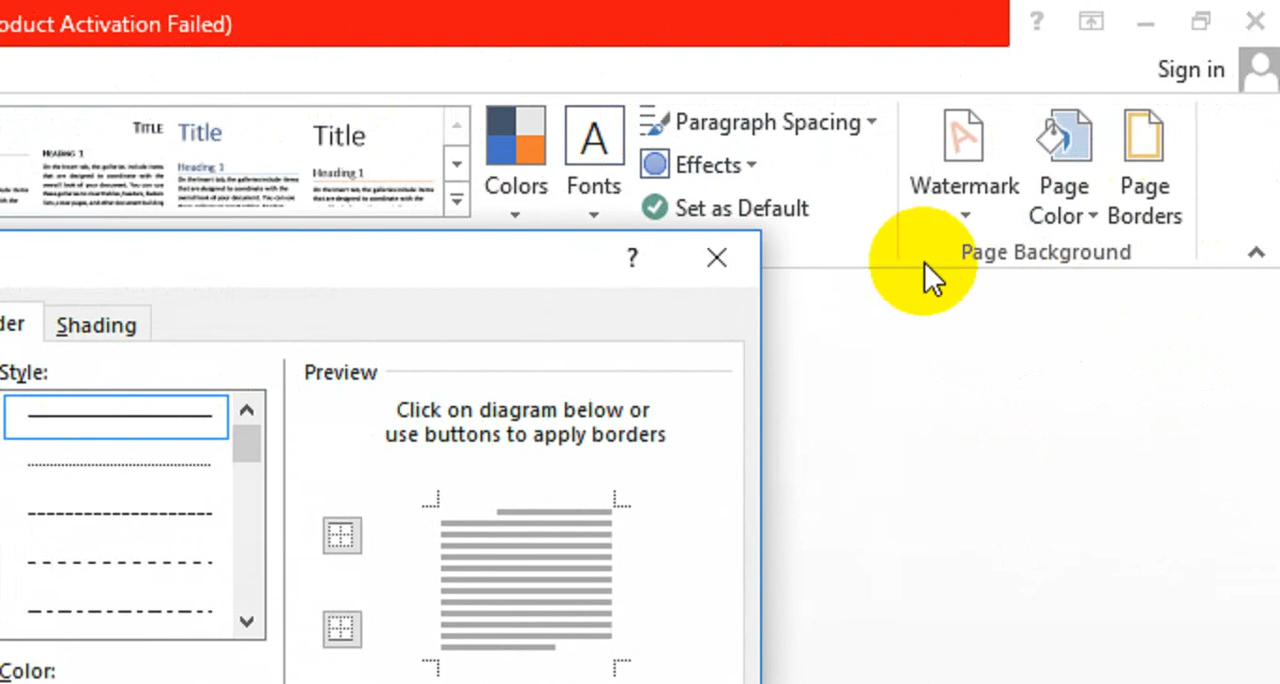 oduct Activation Failed)
?
Sign in
TITLE
Title
Title
HEADING 1
Heading 1
Heading 1
Paragraph Spacing
Effects
Set as Default
Colors
Fonts
A
Watermark
Page
Color
Page
Borders
Page Background
?
der
Shading
Style:
Preview
Click on diagram below or
use buttons to apply borders
Color: